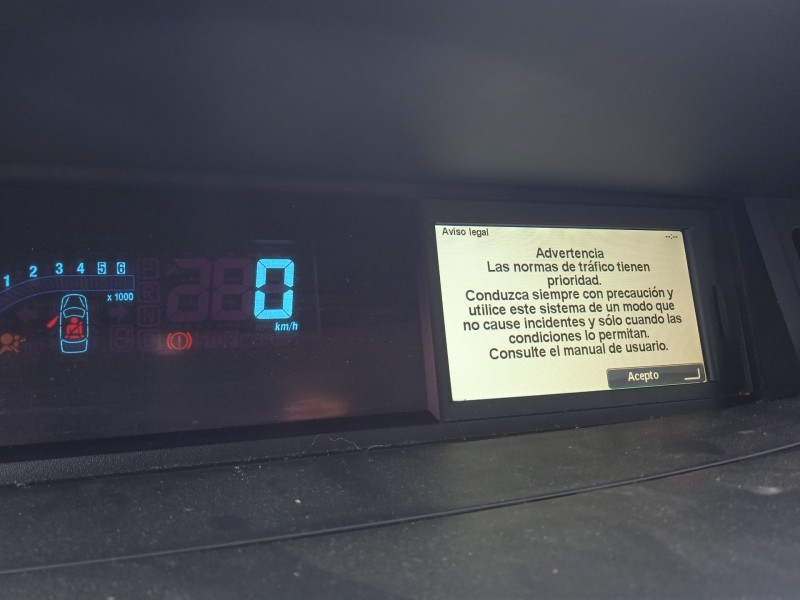 1 2 3 4 5 6
x 1000
0
km/h
Aviso legal
--:--
Advertencia
Las normas de tráfico tienen
prioridad.
Conduzca siempre con precaución y
utilice este sistema de un modo que
no cause incidentes y sólo cuando las
condiciones lo permitan.
Consulte el manual de usuario.
Acepto